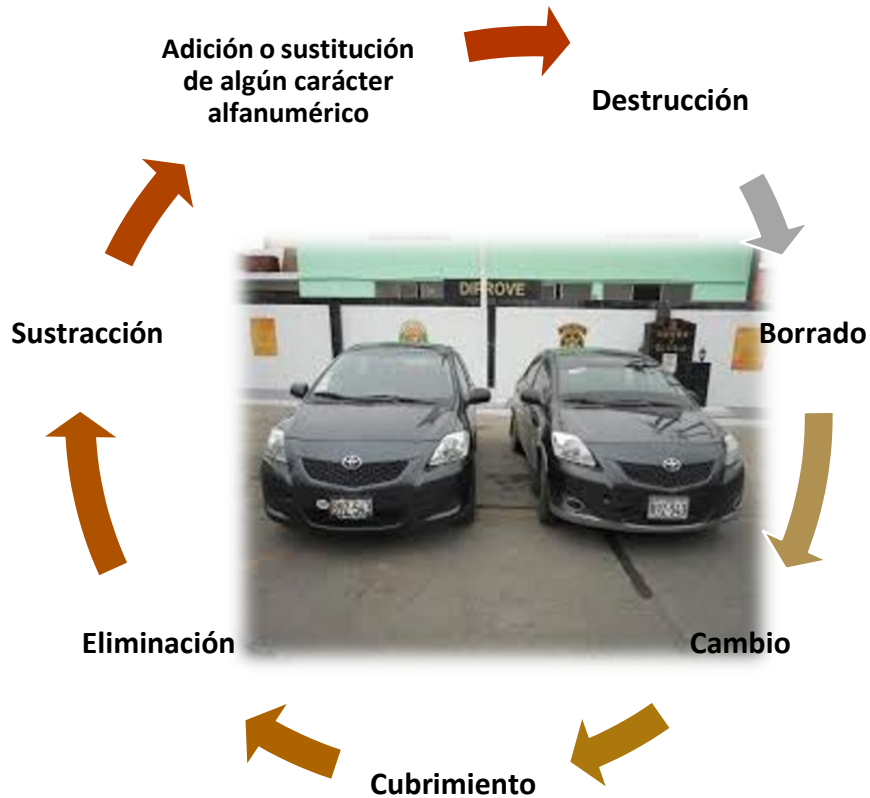 Adición o sustitución
de algún carácter
alfanumérico
Destrucción
DIPROVE
Sustracción
Borrado
Eliminación
Cambio
Cubrimiento